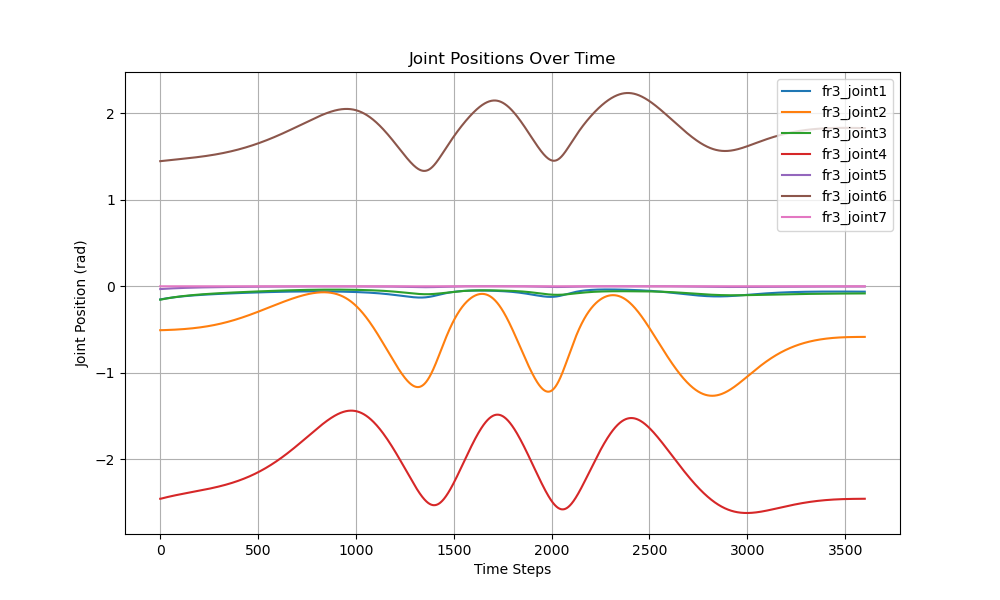 Joint Positions Over Time
Joint Position (rad)
2
1
0
−1
−2
fr3_joint1
fr3_joint2
fr3_joint3
fr3_joint4
fr3_joint5
fr3_joint6
fr3_joint7
0 500 1000 1500 2000 2500 3000 3500
Time Steps